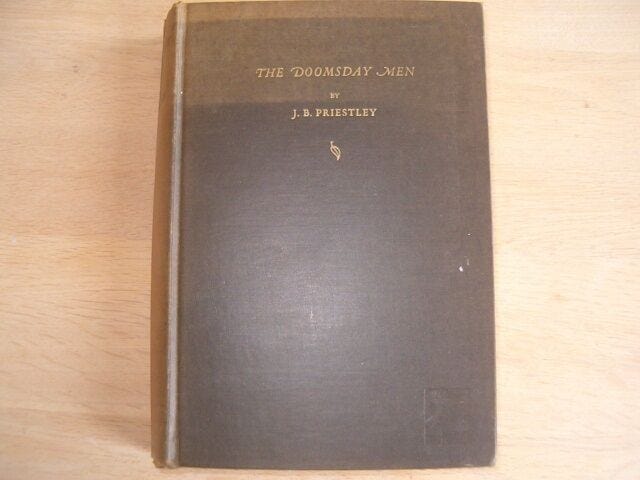 THE DOOMSDAY MEN
BY
J. B. PRIESTLEY